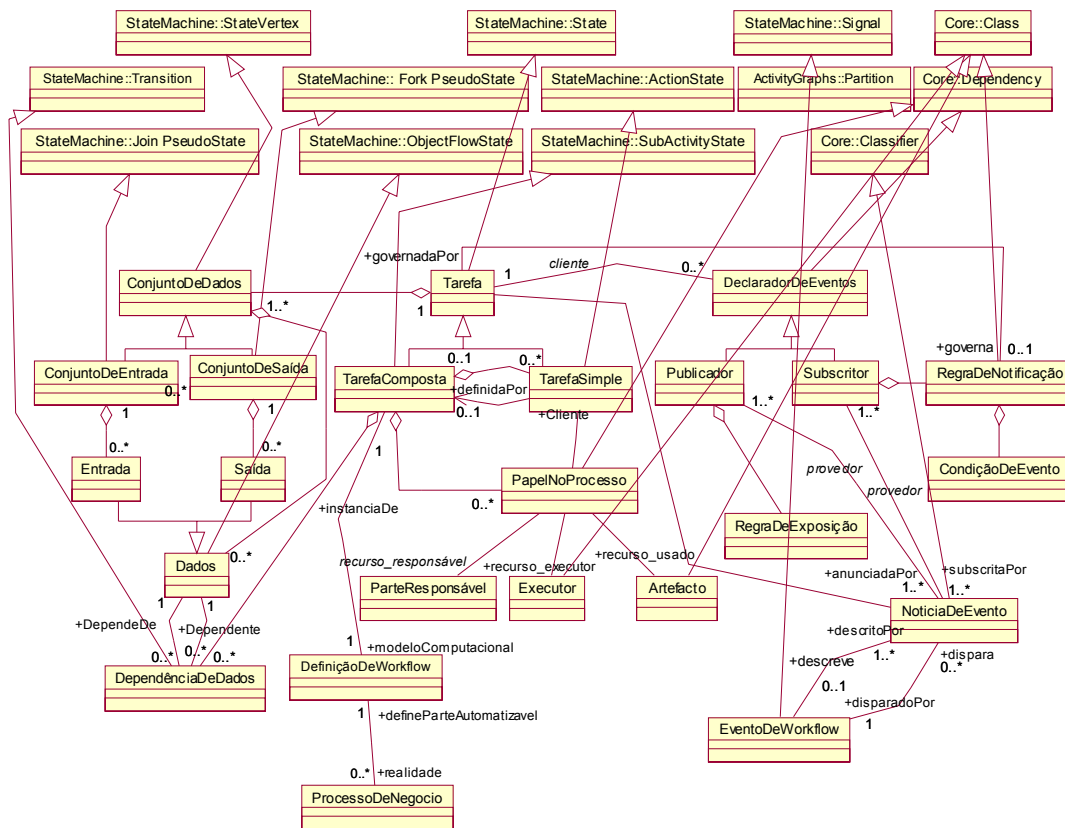 StateMachine::StateVertex
StateMachine::State
StateMachine::Signal
Core::Class
StateMachine::Transition
StateMachine:: Fork PseudoState
StateMachine::ActionState
ActivityGraphs::Partition
Core::Dependency
StateMachine::Join PseudoState
StateMachine::ObjectFlowState
StateMachine::SubActivityState
Core::Classifier
+governadaPor
cliente
1
0..*
ConjuntoDeDados
Tarefa
DeclaradorDeEventos
1..*
1
+governa
0..1
0..1
0..*
ConjuntoDeEntrada
ConjuntoDeSaída
TarefaComposta
TarefaSimple
Publicador
Subscritor
RegraDeNotificação
0..*
+definidaPor
1
1
0..1
+Cliente
1..*
1..*
0..*
0..*
1
Entrada
Saída
PapelNoProcesso
provedor
CondiçãoDeEvento
provedor
0..*
+instanciaDe
RegraDeExposição
Dados
0..*
recurso_responsável
+recurso_executor
+recurso_usado
+anunciadaPor
+subscritaPor
ParteResponsável
Executor
Artefacto
1..*
1..*
1
1
NoticiaDeEvento
+DependeDe
+Dependente
+descritoPor
1
+modeloComputacional
1..*
+dispara
0..*
0..*
0..*
0..*
DefiniçãoDeWorkflow
+descreve
DependênciaDeDados
0..1
+disparadoPor
1
+defineParteAutomatizavel
1
EventoDeWorkflow
0..*
+realidade
ProcessoDeNegocio